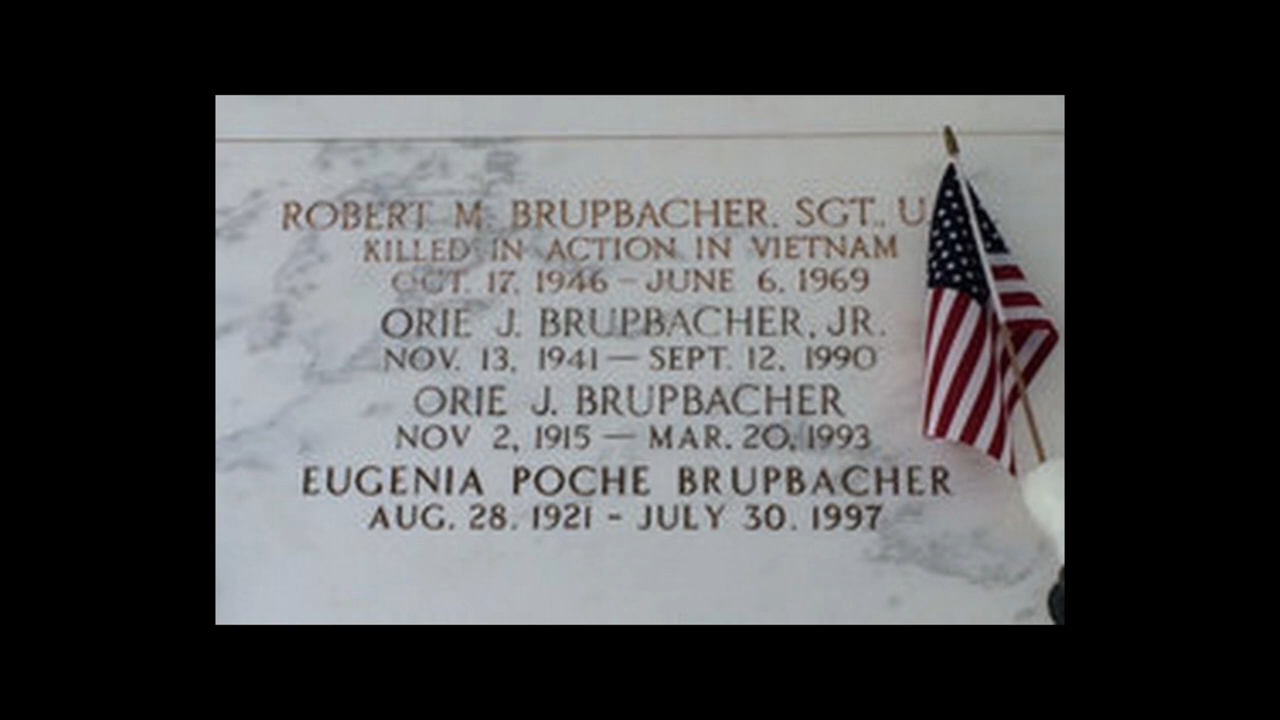 ROBERT M. BRUPBACHER, SGT., U
KILLED IN ACTION IN VIETNAM
OCT. 17, 1946 – JUNE 6, 1969
ORIE J. BRUPBACHER, JR.
NOV. 13, 1941 — SEPT. 12, 1990
ORIE J. BRUPBACHER
NOV 2, 1915 — MAR. 20, 1993
EUGENIA POCHE BRUPBACHER
AUG. 28, 1921 - JULY 30, 1997